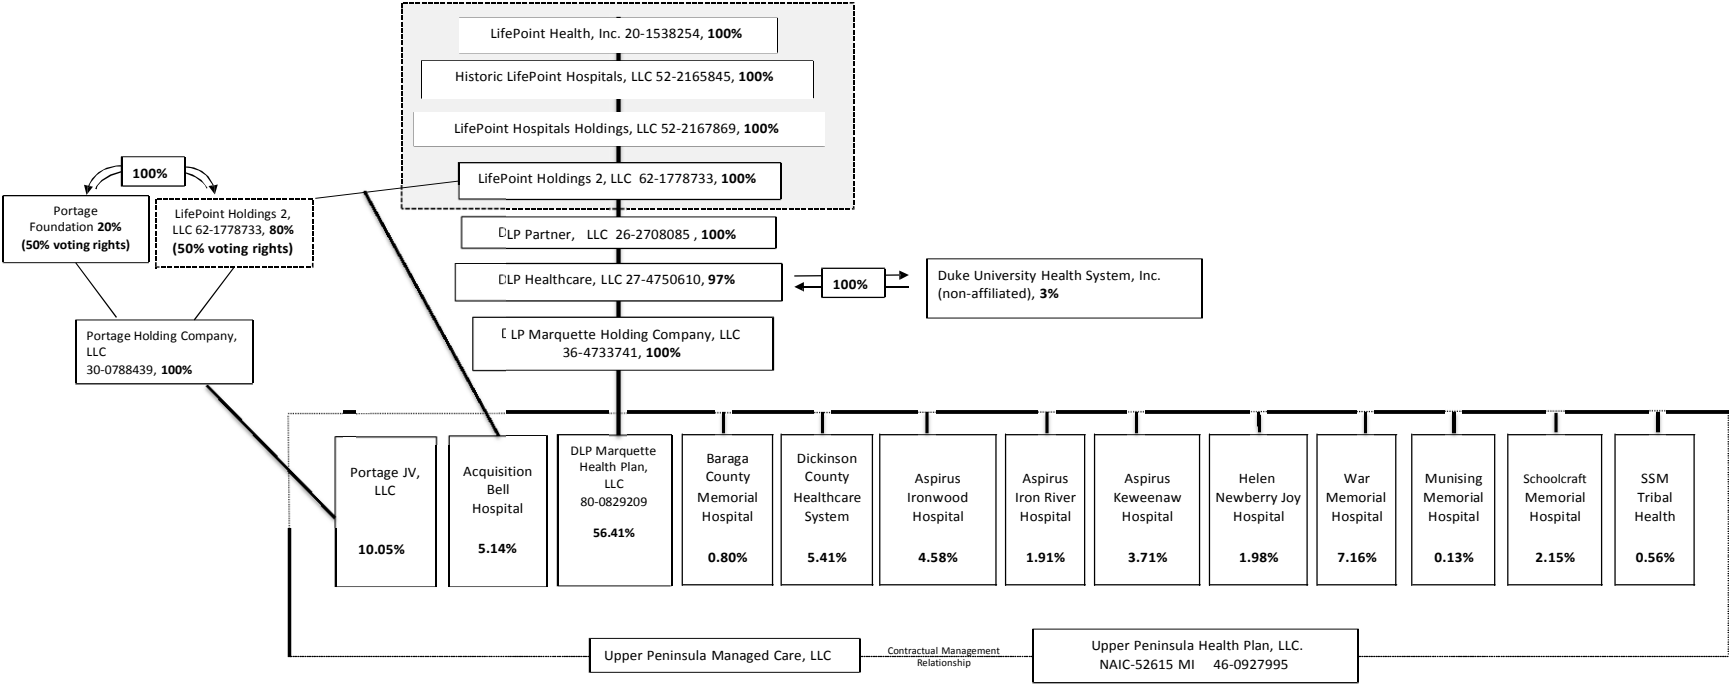 LifePoint Health, Inc. 20-1538254, 100%
Historic LifePoint Hospitals, LLC 52-2165845, 100%
LifePoint Hospitals Holdings, LLC 52-2167869, 100%
LifePoint Holdings 2, LLC 62-1778733, 100%
100%
Portage
Foundation 20%
(50% voting rights)
LifePoint Holdings 2,
LLC 62-1778733, 80%
(50% voting rights)
DLP Partner, LLC 26-2708085 , 100%
DLP Healthcare, LLC 27-4750610, 97%
100%
Duke University Health System, Inc.
(non-affiliated), 3%
Portage Holding Company,
LLC
30-0788439, 100%
LP Marquette Holding Company, LLC
36-4733741, 100%
Portage JV,
LLC
10.05%
Acquisition
Bell
Hospital
5.14%
DLP Marquette
Health Plan,
LLC
80-0829209
56.41%
Baraga
County
Memorial
Hospital
0.80%
Dickinson
County
Healthcare
System
5.41%
Aspirus
Ironwood
Hospital
4.58%
Aspirus
Iron River
Hospital
1.91%
Aspirus
Keweenaw
Hospital
3.71%
Helen
Newberry Joy
Hospital
1.98%
War
Memorial
Hospital
7.16%
Munising
Memorial
Hospital
0.13%
Schoolcraft
Memorial
Hospital
2.15%
SSM
Tribal
Health
0.56%
Upper Peninsula Managed Care, LLC
Contractual Management
Relationship
Upper Peninsula Health Plan, LLC.
NAIC-52615 MI 46-0927995